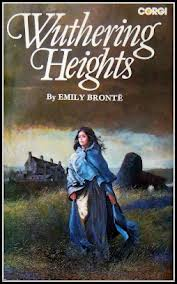 CORGI
Wuthering
Heights
By EMILY BRONTË